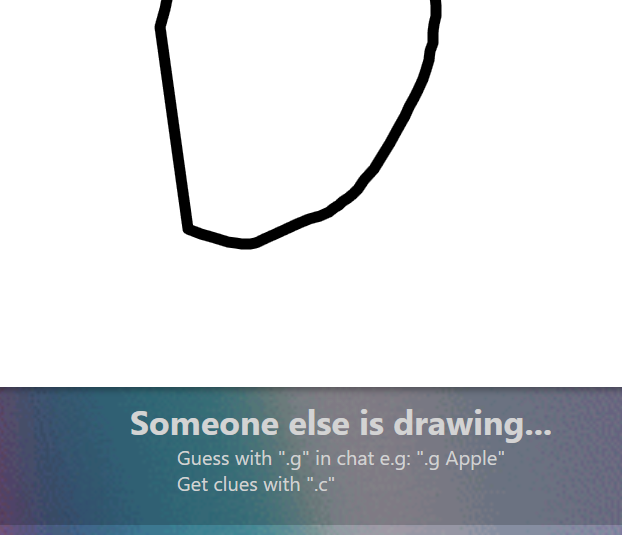 Someone else is drawing...
Guess with ".g" in chat e.g: ".g Apple"
Get clues with ".c"